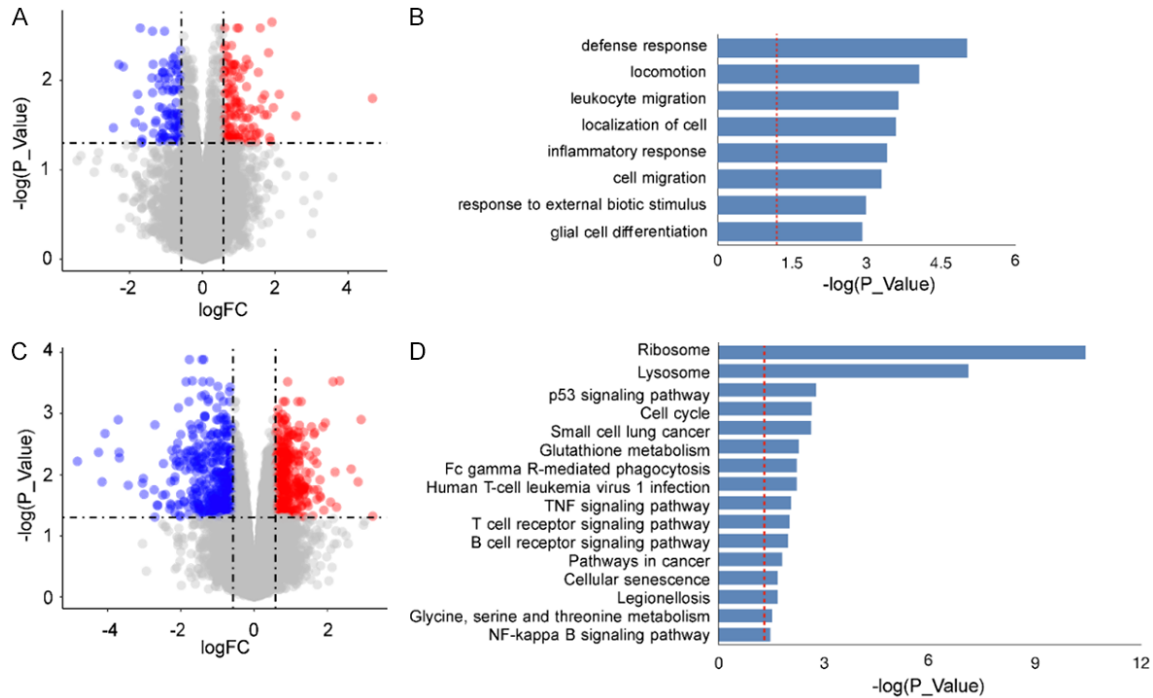 A
-log(P_Value)
2
1
0
-2 0 2 4
logFC
B
defense response
locomotion
leukocyte migration
localization of cell
inflammatory response
cell migration
response to external biotic stimulus
glial cell differentiation
0 1.5 3 4.5 6
-log(P_Value)
C
-log(P_Value)
4
3
2
1
0
-4 -2 0 2
logFC
D
Ribosome
Lysosome
p53 signaling pathway
Cell cycle
Small cell lung cancer
Glutathione metabolism
Fc gamma R-mediated phagocytosis
Human T-cell leukemia virus 1 infection
TNF signaling pathway
T cell receptor signaling pathway
B cell receptor signaling pathway
Pathways in cancer
Cellular senescence
Legionellosis
Glycine, serine and threonine metabolism
NF-kappa B signaling pathway
0 3 6 9 12
-log(P_Value)